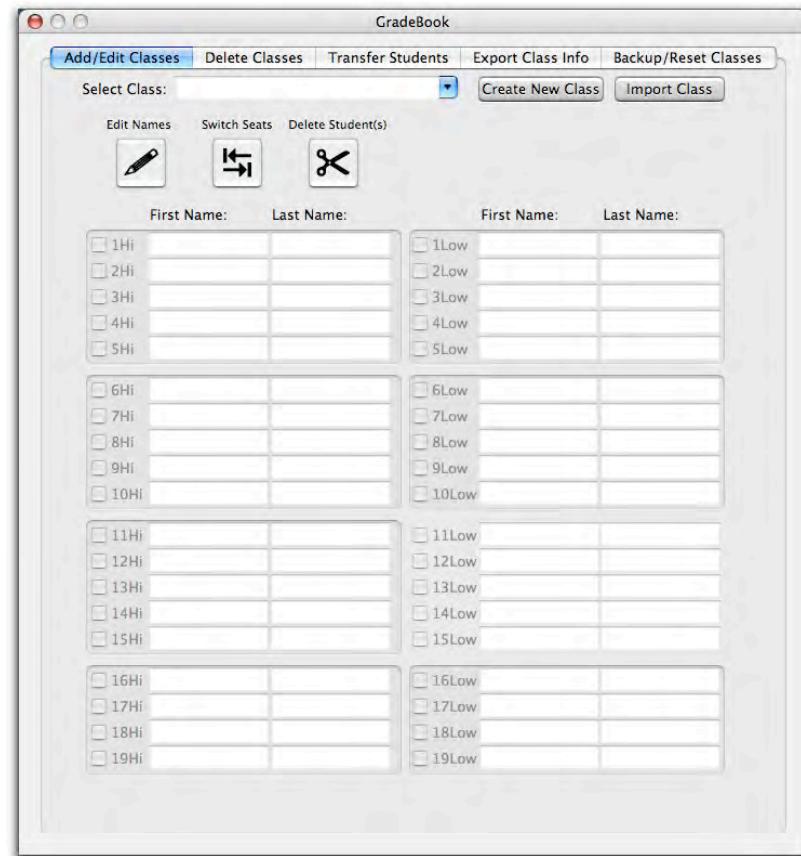 GradeBook
Add/Edit Classes Delete Classes Transfer Students Export Class Info Backup/Reset Classes
Select Class: Create New Class Import Class
Edit Names Switch Seats Delete Student(s)
First Name: Last Name: First Name: Last Name:
1Hi 1Low
2Hi 2Low
3Hi 3Low
4Hi 4Low
5Hi 5Low
6Hi 6Low
7Hi 7Low
8Hi 8Low
9Hi 9Low
10Hi 10Low
11Hi 11Low
12Hi 12Low
13Hi 13Low
14Hi 14Low
15Hi 15Low
16Hi 16Low
17Hi 17Low
18Hi 18Low
19Hi 19Low